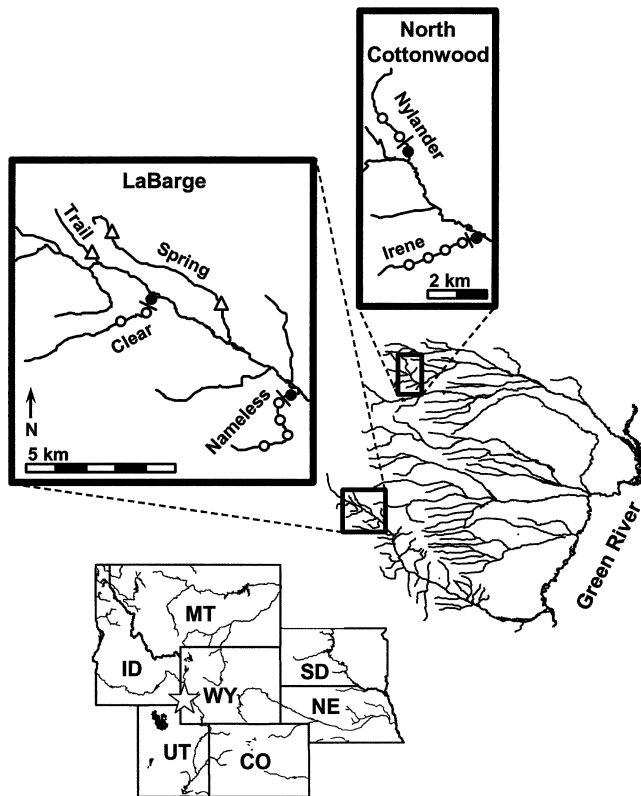 North
Cottonwood
Nylander
Irene
2 km
LaBarge
Trail
Spring
Clear
Nameless
N
5 km
Green River
MT
ID
WY
SD
NE
UT
CO